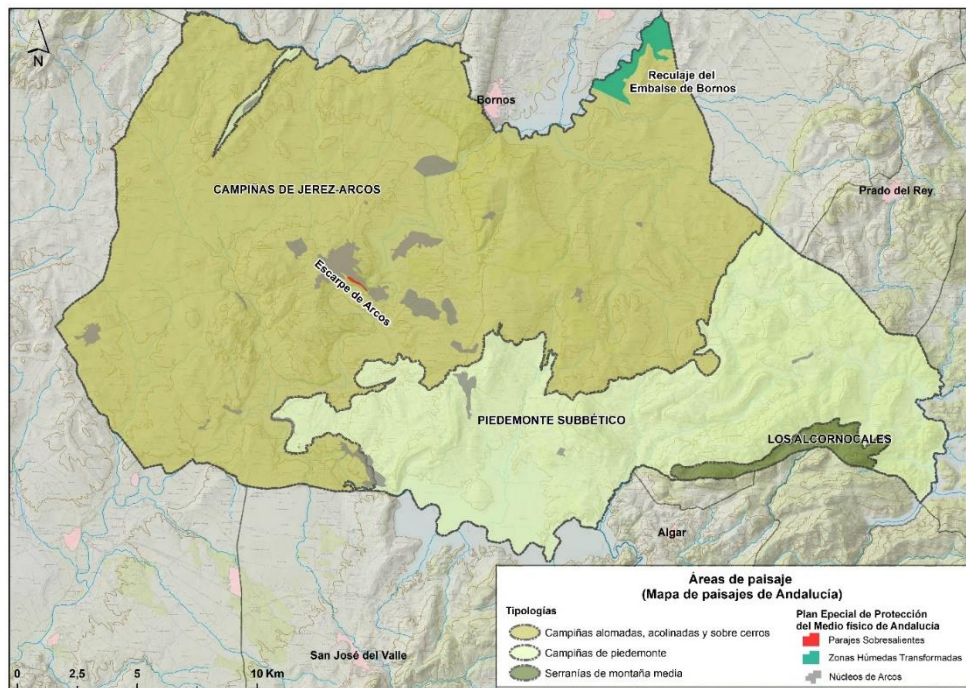 N
Bornos
Reculaje del
Embalse de Bornos
CAMPIÑAS DE JEREZ-ARCOS
Prado del Rey
Escarpe de Arcos
PIEDEMONTE SUBBÉTICO
LOS ALCORNOCALES
Algar
San José del Valle
0 2,5 5 10 Km
Áreas de paisaje
(Mapa de paisajes de Andalucía)
Tipologías
Campiñas alomadas, acolinadas y sobre cerros
Campiñas de piedemonte
Serranías de montaña media
Plan Epecial de Protección
del Medio físico de Andalucía
Parajes Sobresalientes
Zonas Húmedas Transformadas
Núcleos de Arcos